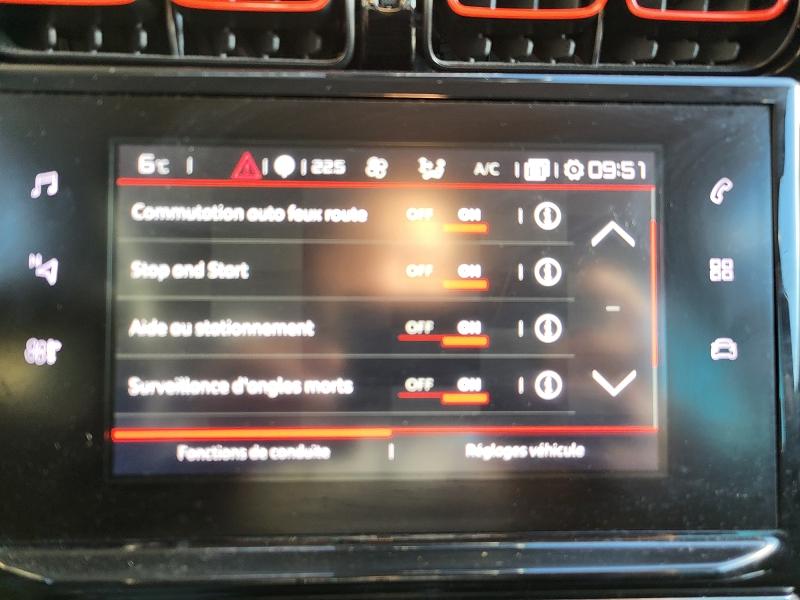 6°C 225 A/C 09:51
Commutation auto feux route OFF ON
Stop and Start OFF ON
Aide au stationnement OFF ON
Surveillance d'angles morts OFF ON
Fonctions de conduite Réglages véhicule